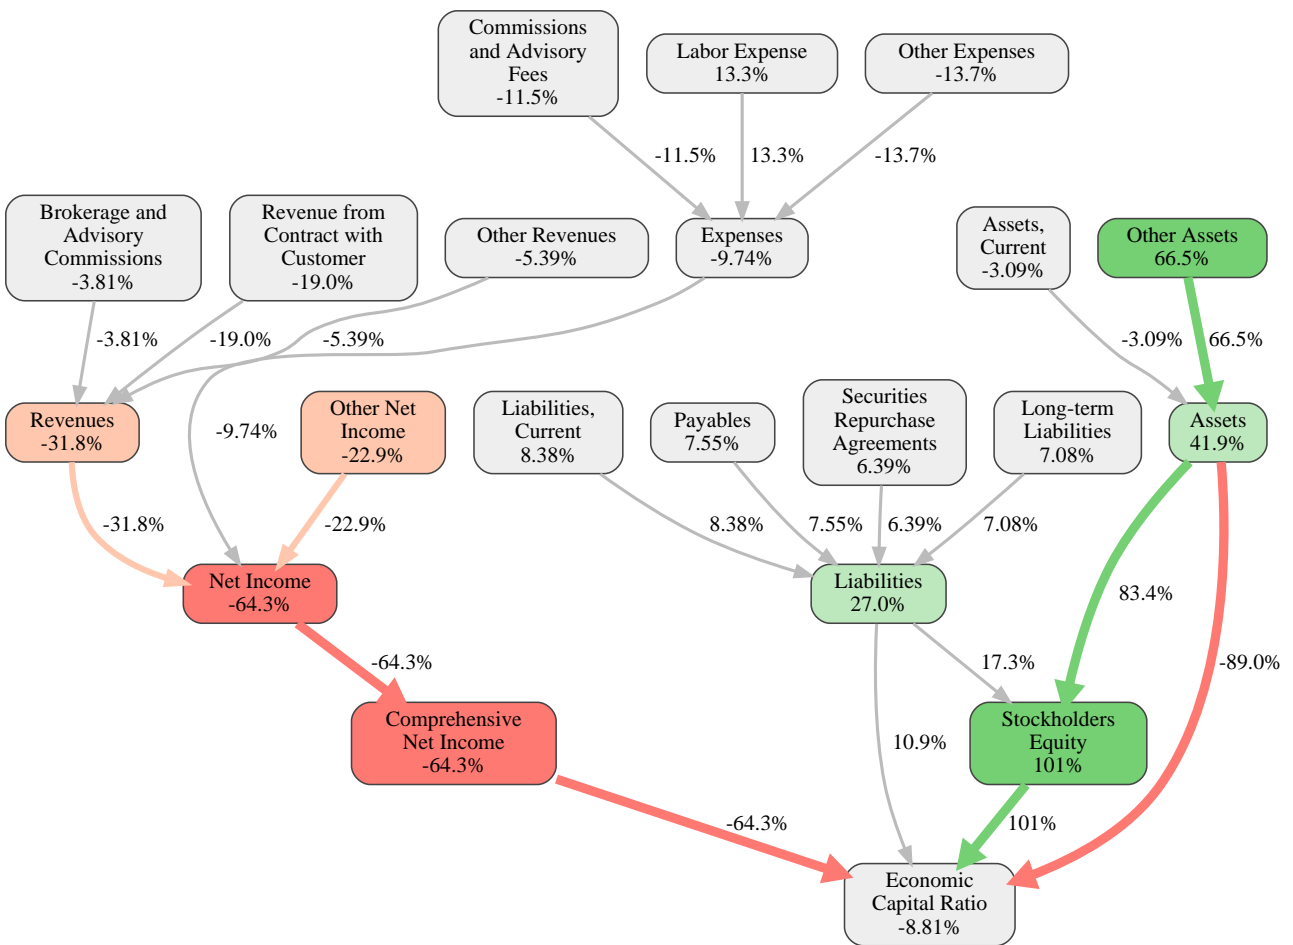 Commissions
and Advisory
Fees
-11.5%
Labor Expense
13.3%
Other Expenses
-13.7%
-11.5%
13.3%
-13.7%
Brokerage and
Advisory
Commissions
-3.81%
Revenue from
Contract with
Customer
-19.0%
Other Revenues
-5.39%
Expenses
-9.74%
Assets,
Current
-3.09%
Other Assets
66.5%
-3.81%
-19.0%
-5.39%
-3.09%
66.5%
Revenues
-31.8%
-9.74%
Other Net
Income
-22.9%
Liabilities,
Current
8.38%
Payables
7.55%
Securities
Repurchase
Agreements
6.39%
Long-term
Liabilities
7.08%
Assets
41.9%
-31.8%
-22.9%
8.38%
7.55%
6.39%
7.08%
Net Income
-64.3%
Liabilities
27.0%
83.4%
-64.3%
17.3%
-89.0%
Comprehensive
Net Income
-64.3%
10.9%
Stockholders
Equity
101%
-64.3%
101%
Economic
Capital Ratio
-8.81%